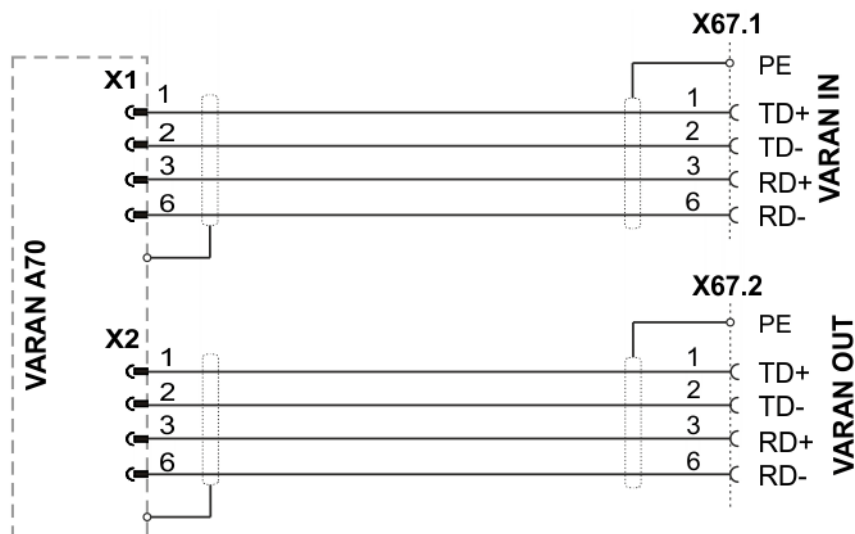 X67.1
PE
X1
1 1 TD+
2 2 TD-
3 3 RD+
6 6 RD-
VARAN IN
VARAN A70
X67.2
PE
X2
1 1 TD+
2 2 TD-
3 3 RD+
6 6 RD-
VARAN OUT